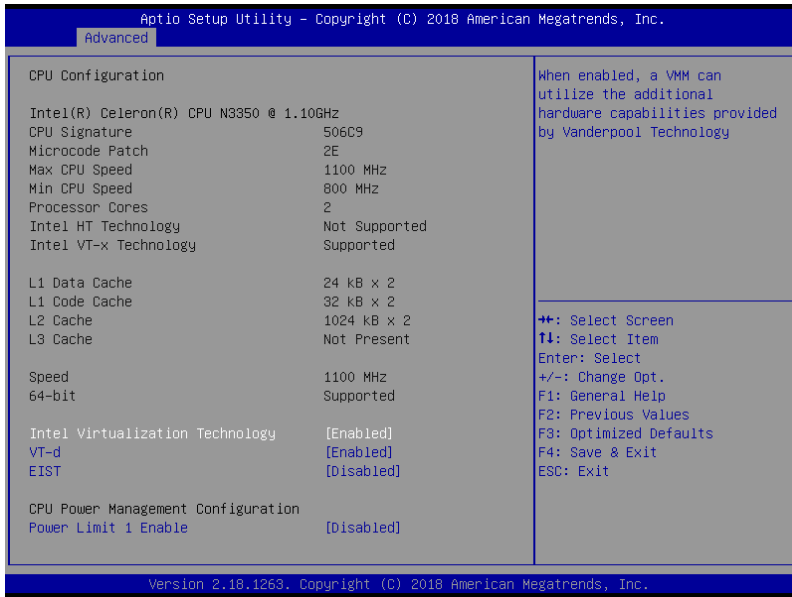 Aptio Setup Utility – Copyright (C) 2018 American Megatrends, Inc.
Advanced
CPU Configuration
Intel(R) Celeron(R) CPU N3350 @ 1.10GHz
CPU Signature 506C9
Microcode Patch 2E
Max CPU Speed 1100 MHz
Min CPU Speed 800 MHz
Processor Cores 2
Intel HT Technology Not Supported
Intel VT-x Technology Supported
L1 Data Cache 24 kB x 2
L1 Code Cache 32 kB x 2
L2 Cache 1024 kB x 2
L3 Cache Not Present
Speed 1100 MHz
64-bit Supported
Intel Virtualization Technology [Enabled]
VT-d [Enabled]
EIST [Disabled]
CPU Power Management Configuration
Power Limit 1 Enable [Disabled]
When enabled, a VMM can
utilize the additional
hardware capabilities provided
by Vanderpool Technology
→←: Select Screen
↑↓: Select Item
Enter: Select
+/-: Change Opt.
F1: General Help
F2: Previous Values
F3: Optimized Defaults
F4: Save & Exit
ESC: Exit
Version 2.18.1263. Copyright (C) 2018 American Megatrends, Inc.